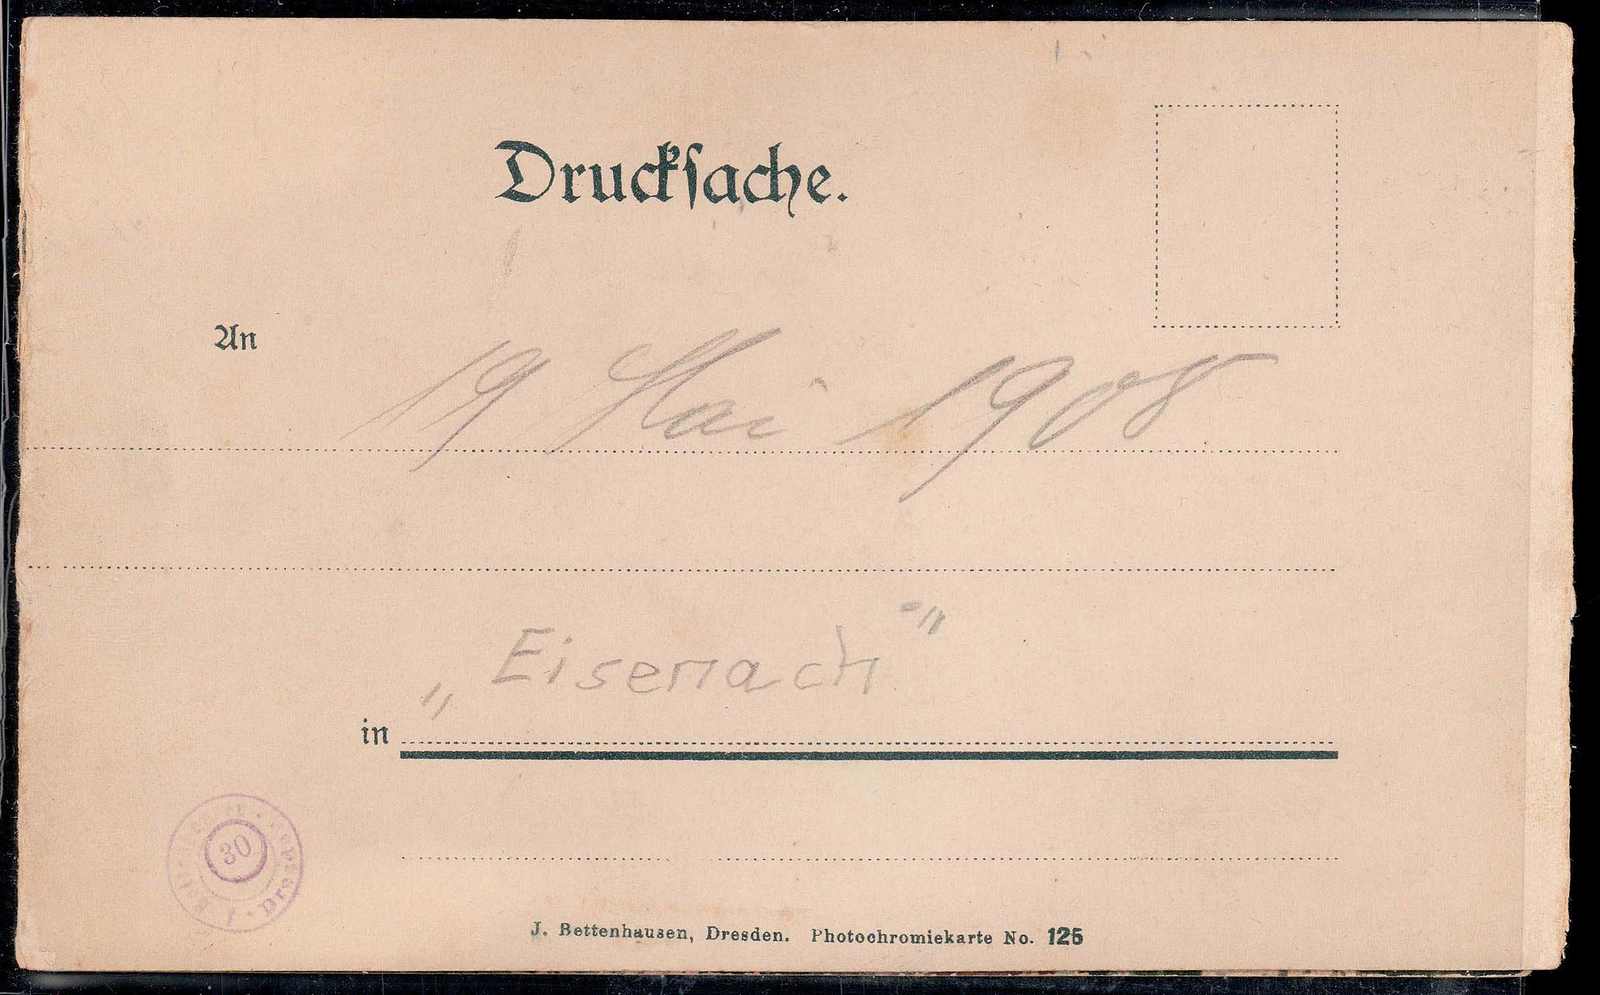 Drucksache.
An
19 Mai 1908
„Eisenach"
in
30
J. Bettenhausen, Dresden. Photochromiekarte No. 125